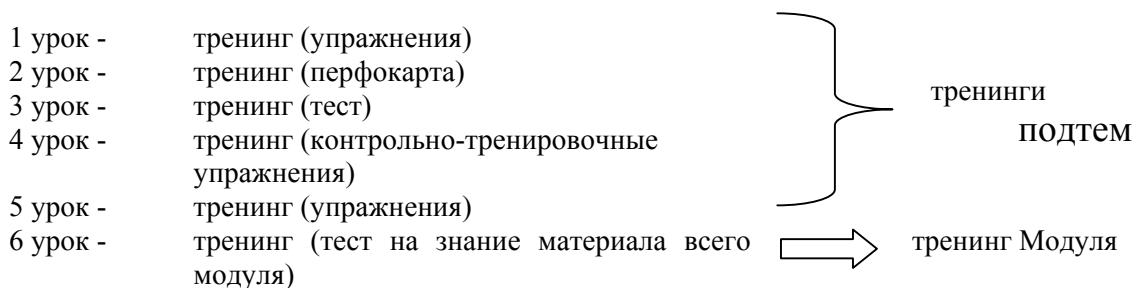 1 урок - тренинг (упражнения)
2 урок - тренинг (перфокарта)
3 урок - тренинг (тест)
4 урок - тренинг (контрольно-тренировочные
упражнения)
5 урок - тренинг (упражнения)
6 урок - тренинг (тест на знание материала всего
модуля)
тренинги
подтем
тренинг Модуля